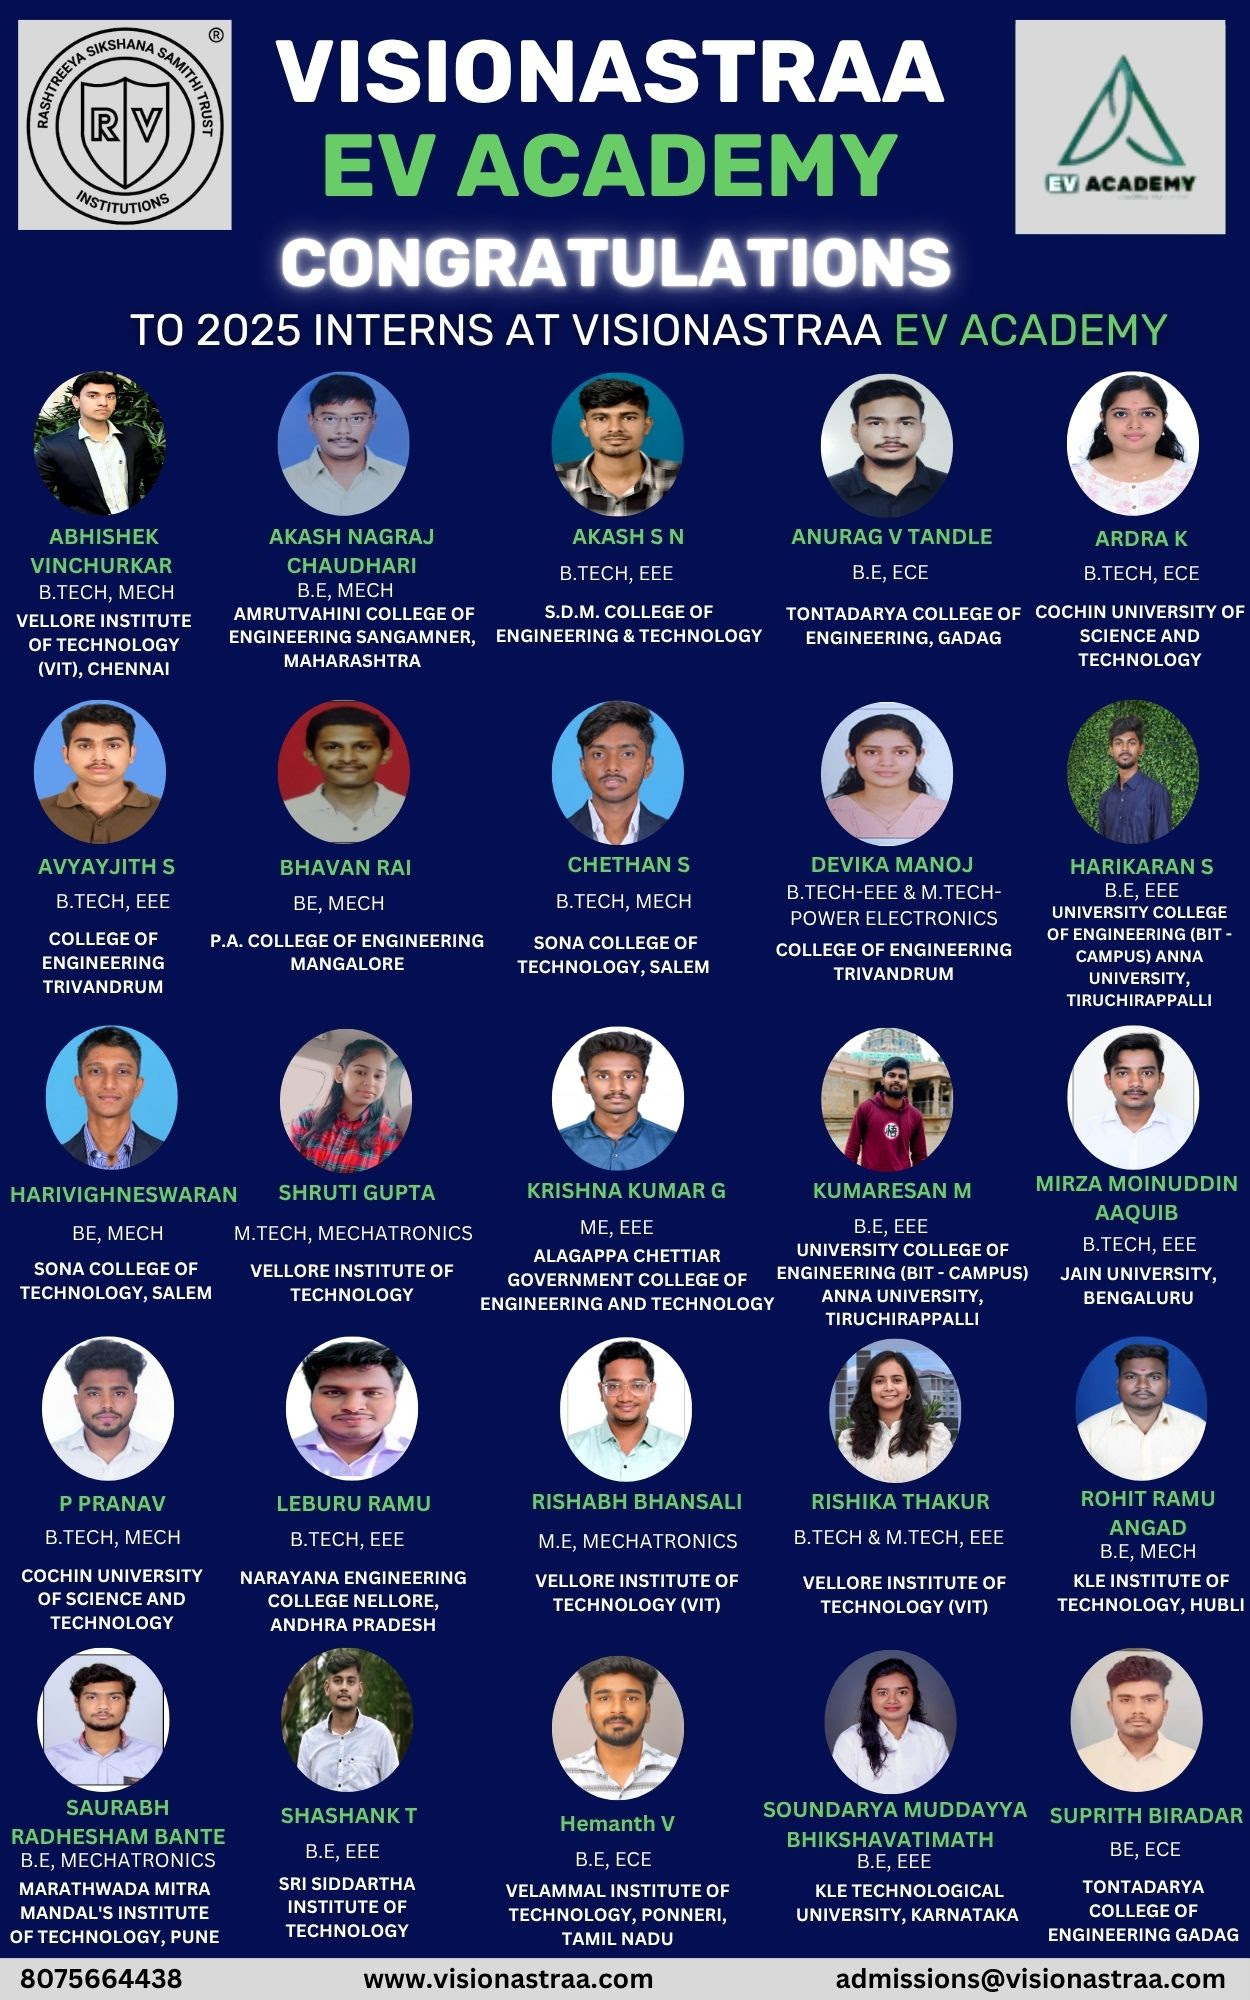 RASHTREEYA SIKSHANA SAMITHI TRUST
®
RV
INSTITUTIONS
VISIONASTRAA
EV ACADEMY
EV ACADEMY
CONGRATULATIONS
TO 2025 INTERNS AT VISIONASTRAA EV ACADEMY
ABHISHEK
VINCHURKAR
B.TECH, MECH
VELLORE INSTITUTE
OF TECHNOLOGY
(VIT), CHENNAI
AKASH NAGRAJ
CHAUDHARI
B.E, MECH
AMRUTVAHINI COLLEGE OF
ENGINEERING SANGAMNER,
MAHARASHTRA
AKASH S N
B.TECH, EEE
S.D.M. COLLEGE OF
ENGINEERING & TECHNOLOGY
ANURAG V TANDLE
B.E, ECE
TONTADARYA COLLEGE OF
ENGINEERING, GADAG
ARDRA K
B.TECH, ECE
COCHIN UNIVERSITY OF
SCIENCE AND
TECHNOLOGY
AVYAYJITH S
B.TECH, EEE
COLLEGE OF
ENGINEERING
TRIVANDRUM
BHAVAN RAI
BE, MECH
P.A. COLLEGE OF ENGINEERING
MANGALORE
CHETHAN S
B.TECH, MECH
SONA COLLEGE OF
TECHNOLOGY, SALEM
DEVIKA MANOJ
B.TECH-EEE & M.TECH-
POWER ELECTRONICS
COLLEGE OF ENGINEERING
TRIVANDRUM
HARIKARAN S
B.E, EEE
UNIVERSITY COLLEGE
OF ENGINEERING (BIT -
CAMPUS) ANNA
UNIVERSITY,
TIRUCHIRAPPALLI
HARIVIGHNESWARAN
BE, MECH
SONA COLLEGE OF
TECHNOLOGY, SALEM
SHRUTI GUPTA
M.TECH, MECHATRONICS
VELLORE INSTITUTE OF
TECHNOLOGY
KRISHNA KUMAR G
ME, EEE
ALAGAPPA CHETTIAR
GOVERNMENT COLLEGE OF
ENGINEERING AND TECHNOLOGY
KUMARESAN M
B.E, EEE
UNIVERSITY COLLEGE OF
ENGINEERING (BIT - CAMPUS)
ANNA UNIVERSITY,
TIRUCHIRAPPALLI
MIRZA MOINUDDIN
AAQUIB
B.TECH, EEE
JAIN UNIVERSITY,
BENGALURU
P PRANAV
B.TECH, MECH
COCHIN UNIVERSITY
OF SCIENCE AND
TECHNOLOGY
LEBURU RAMU
B.TECH, EEE
NARAYANA ENGINEERING
COLLEGE NELLORE,
ANDHRA PRADESH
RISHABH BHANSALI
M.E, MECHATRONICS
VELLORE INSTITUTE OF
TECHNOLOGY (VIT)
RISHIKA THAKUR
B.TECH & M.TECH, EEE
VELLORE INSTITUTE OF
TECHNOLOGY (VIT)
ROHIT RAMU
ANGAD
B.E, MECH
KLE INSTITUTE OF
TECHNOLOGY, HUBLI
SAURABH
RADHESHAM BANTE
B.E, MECHATRONICS
MARATHWADA MITRA
MANDAL'S INSTITUTE
OF TECHNOLOGY, PUNE
SHASHANK T
B.E, EEE
SRI SIDDARTHA
INSTITUTE OF
TECHNOLOGY
Hemanth V
B.E, ECE
VELAMMAL INSTITUTE OF
TECHNOLOGY, PONNERI,
TAMIL NADU
SOUNDARYA MUDDAYYA
BHIKSHAVATIMATH
B.E, EEE
KLE TECHNOLOGICAL
UNIVERSITY, KARNATAKA
SUPRITH BIRADAR
BE, ECE
TONTADARYA
COLLEGE OF
ENGINEERING GADAG
8075664438
www.visionastraa.com
admissions@visionastraa.com